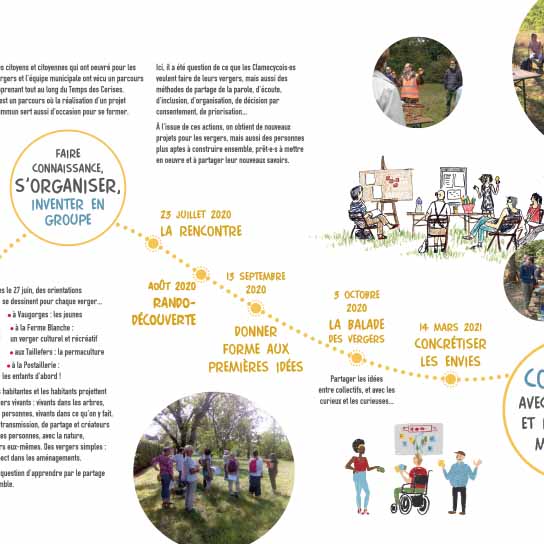 es citoyens et citoyennes qui ont oeuvré pour les
ergers et l'équipe municipale ont vécu un parcours
prenant tout au long du Temps des Cerises.
est un parcours où la réalisation d'un projet
mmun sert aussi d'occasion pour se former.
Ici, il a été question de ce que les Clamecycois·es
veulent faire de leurs vergers, mais aussi des
méthodes de partage de la parole, d'écoute,
d'inclusion, d'organisation, de décision par
consentement, de priorisation...
À l'issue de ces actions, on obtient de nouveaux
projets pour les vergers, mais aussi des personnes
plus aptes à construire ensemble, prêt·e·s à mettre
en oeuvre et à partager leur nouveaux savoirs.
FAIRE
CONNAISSANCE,
S'ORGANISER,
INVENTER EN
GROUPE
23 JUILLET 2020
LA RENCONTRE
AOÛT 2020
RANDO-
DÉCOUVERTE
13 SEPTEMBRE
2020
DONNER
FORME AUX
PREMIÈRES IDÉES
3 OCTOBRE
2020
LA BALADE
DES VERGERS
Partager les idées
entre collectifs, et avec les
curieux et les curieuses...
14 MARS 2021
CONCRÉTISER
LES ENVIES
CO
AVEC
ET
M
ès le 27 juin, des orientations
se dessinent pour chaque verger...
• à Vaugorges : les jeunes
• à la Ferme Blanche :
un verger culturel et récréatif
• aux Taillefers : la permaculture
• à la Postaillerie :
les enfants d'abord !
s habitantes et les habitants projettent
ers vivants : vivants dans les arbres,
personnes, vivants dans ce qu'on y fait,
transmission, de partage et créateurs
es personnes, avec la nature,
rs eux-mêmes. Des vergers simples :
ect dans les aménagements.
question d'apprendre par le partage
mble.